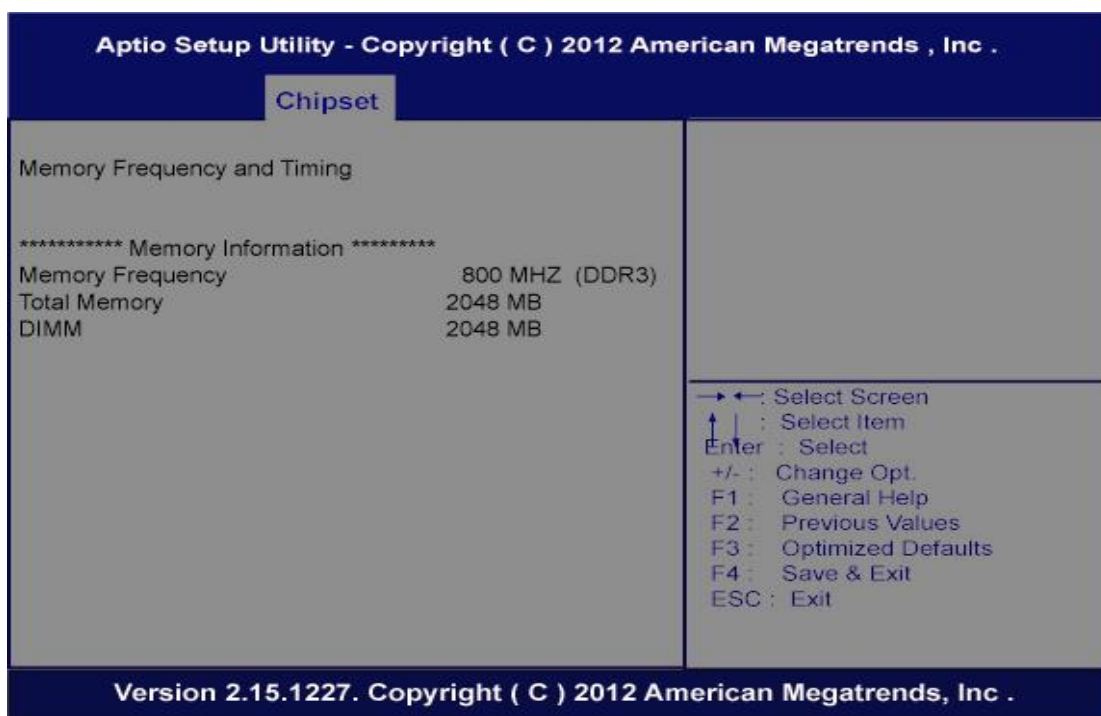 Aptio Setup Utility - Copyright ( C ) 2012 American Megatrends , Inc .
Chipset
Memory Frequency and Timing
*********** Memory Information *********
Memory Frequency 800 MHZ (DDR3)
Total Memory 2048 MB
DIMM 2048 MB
→ ←: Select Screen
↑ ↓ : Select Item
Enter : Select
+/- : Change Opt.
F1 : General Help
F2 : Previous Values
F3 : Optimized Defaults
F4 : Save & Exit
ESC : Exit
Version 2.15.1227. Copyright ( C ) 2012 American Megatrends, Inc .